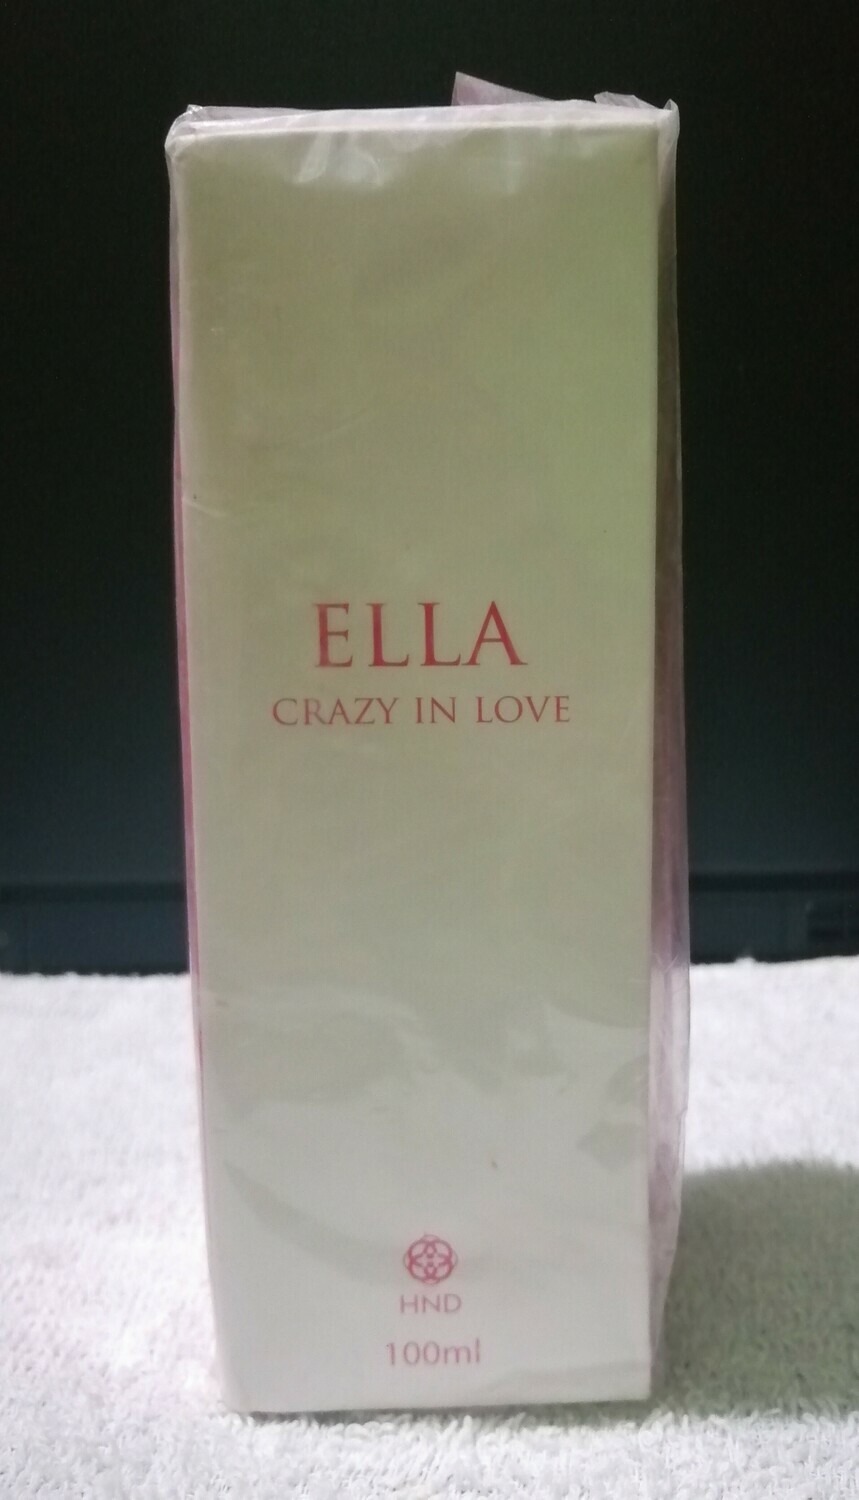 ELLA
CRAZY IN LOVE
HND
100ml